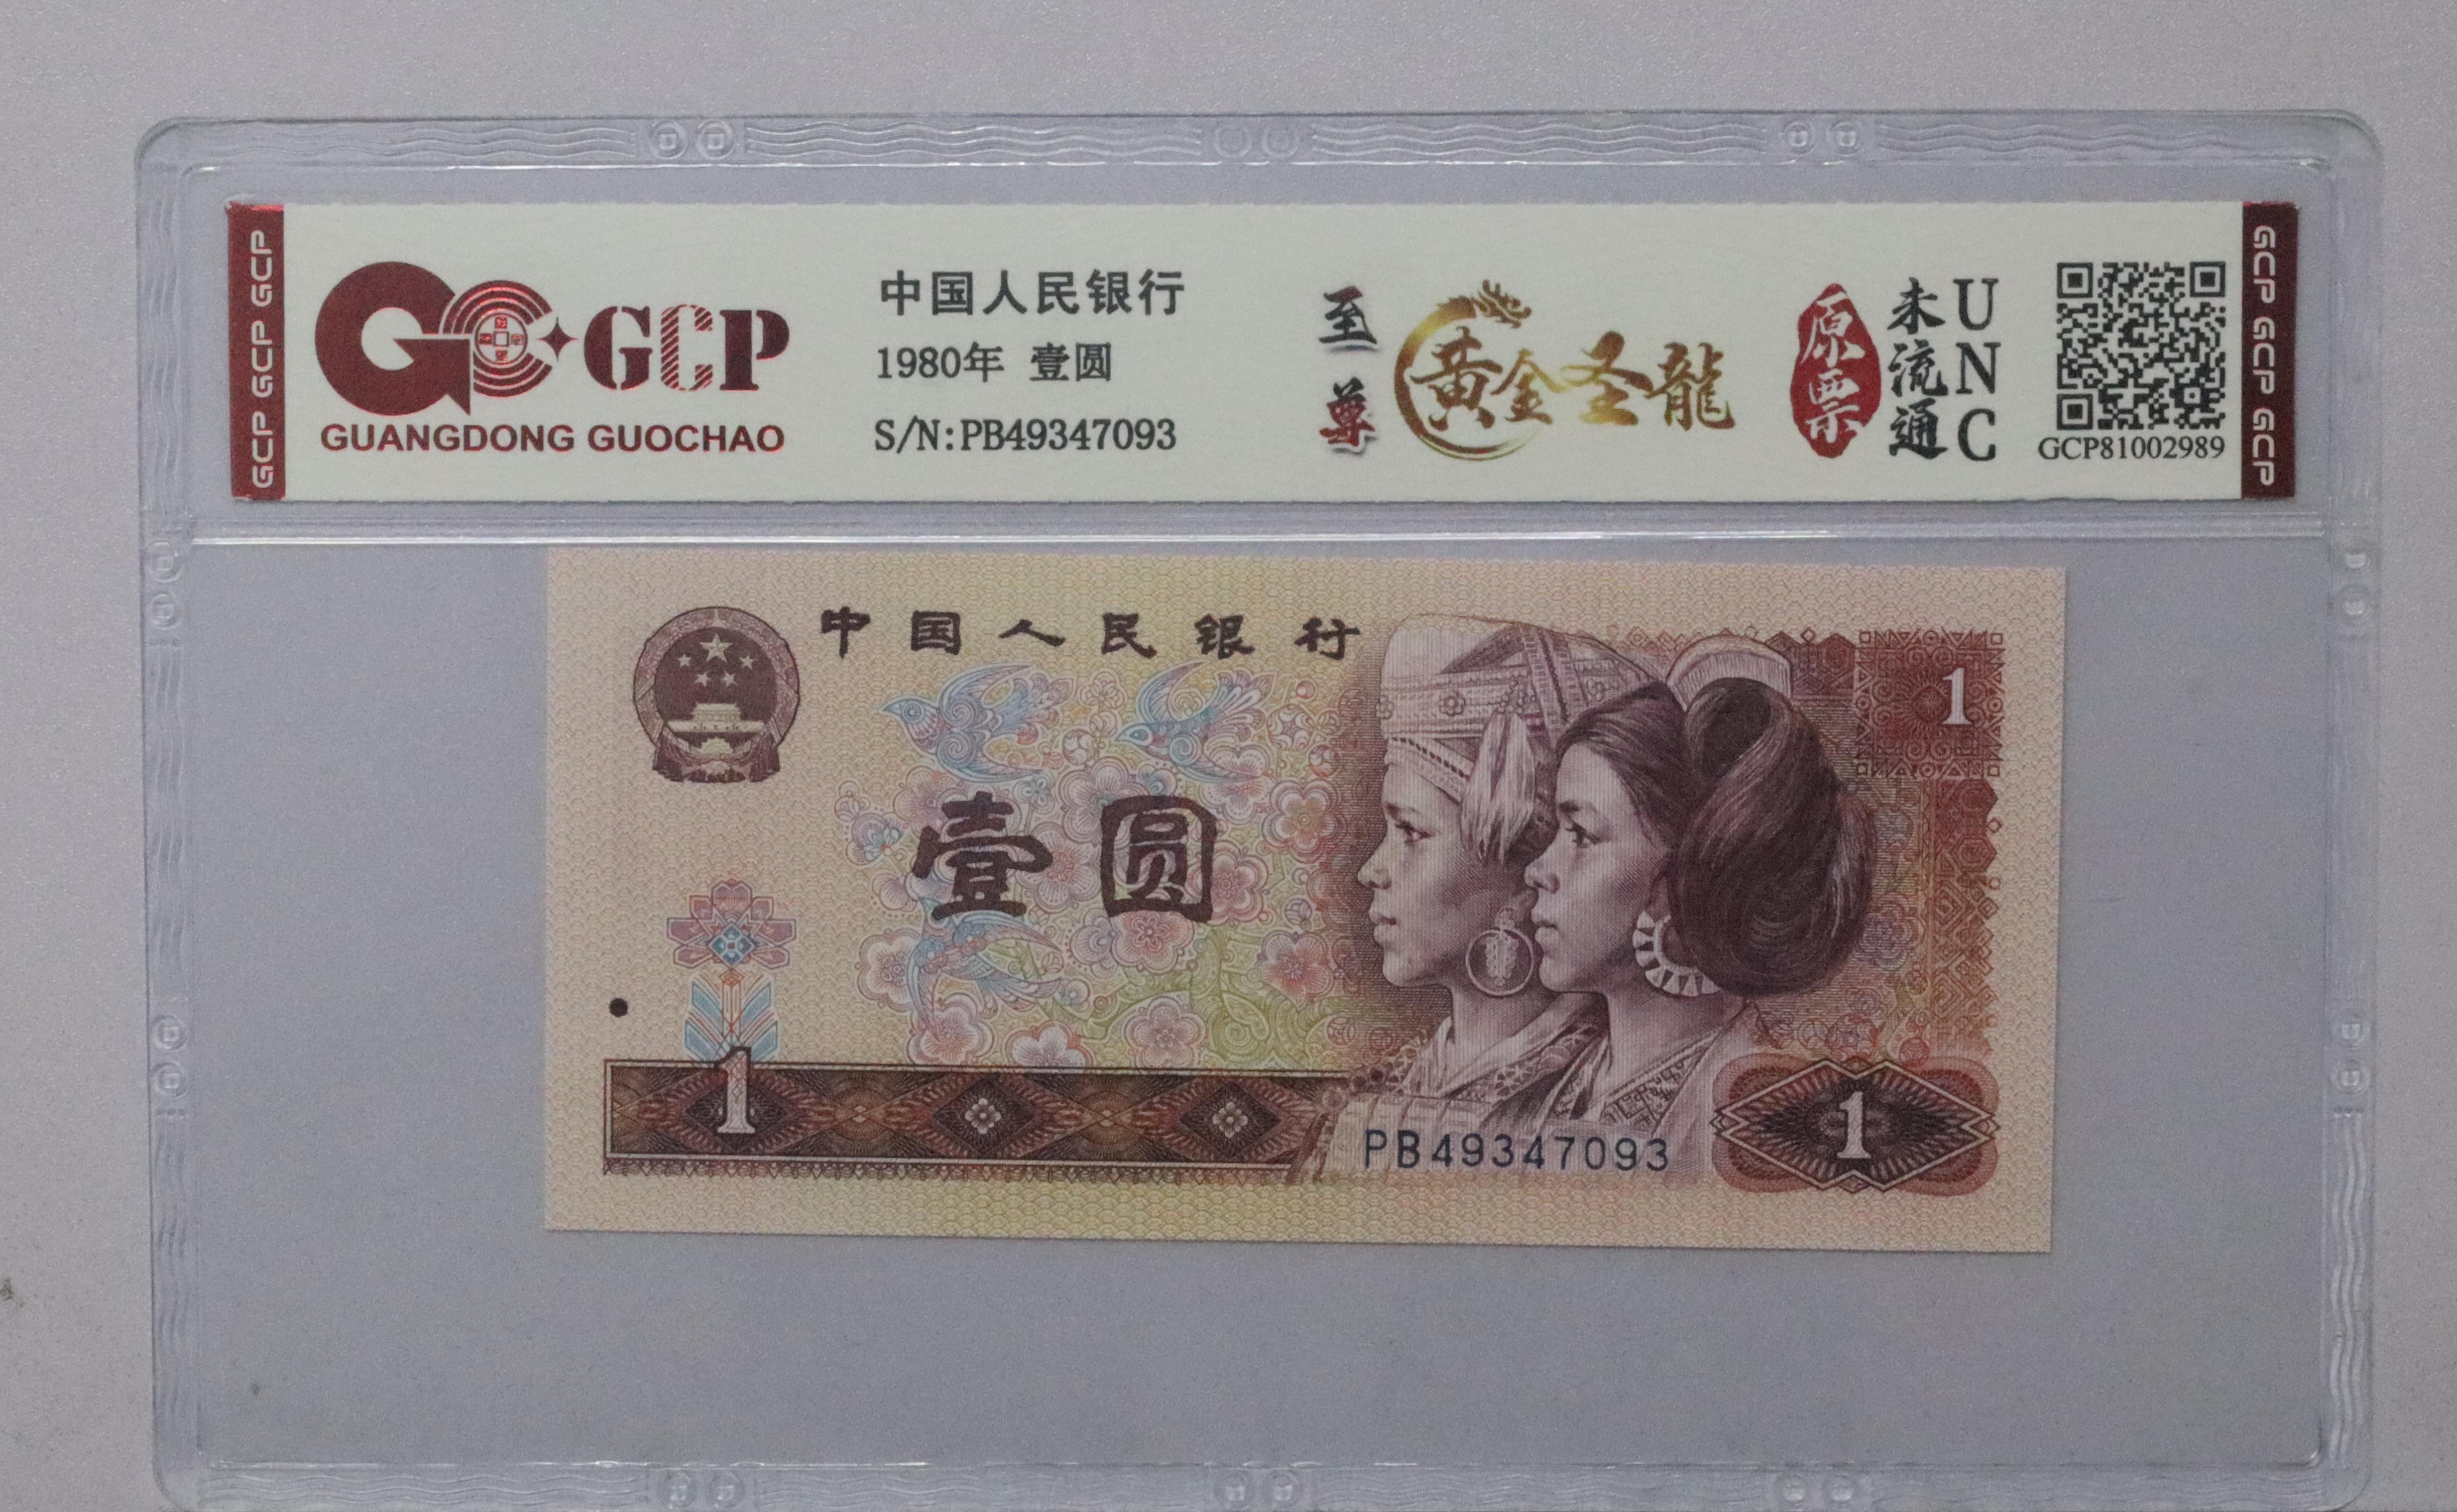 GCP GCP GCP
GCP
GUANGDONG GUOCHAO
中国人民银行
1980年 壹圆
S/N:PB49347093
至尊
黄金圣龍
原票
未流通
UNC
GCP81002989
GCP GCP GCP
中国人民银行
1
壹圆
1
PB49347093
1